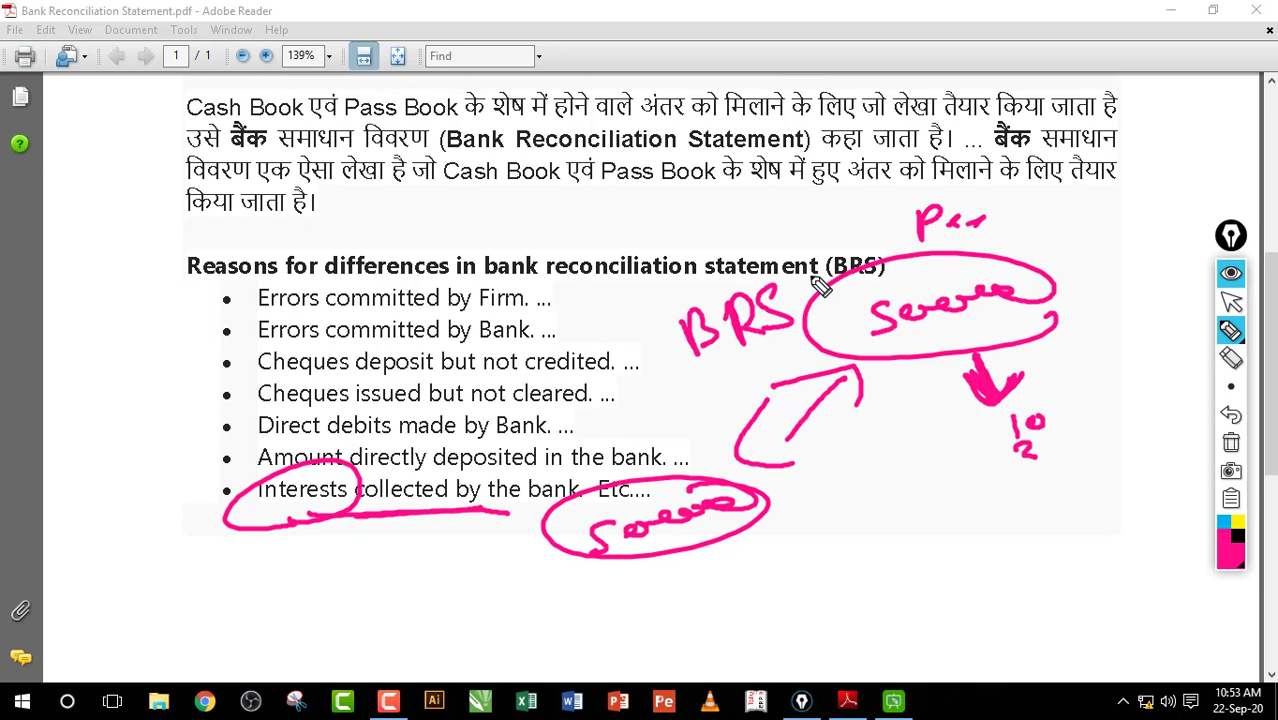 Bank Reconciliation Statement.pdf - Adobe Reader
File Edit View Document Tools Window Help
1 / 1 139% Find
Cash Book एवं Pass Book के शेष में होने वाले अंतर को मिलाने के लिए जो लेखा तैयार किया जाता है
उसे बैंक समाधान विवरण (Bank Reconciliation Statement) कहा जाता है। ... बैंक समाधान
विवरण एक ऐसा लेखा है जो Cash Book एवं Pass Book के शेष में हुए अंतर को मिलाने के लिए तैयार
किया जाता है।
Reasons for differences in bank reconciliation statement (BRS)
• Errors committed by Firm. ...
• Errors committed by Bank. ...
• Cheques deposit but not credited. ...
• Cheques issued but not cleared. ...
• Direct debits made by Bank. ...
• Amount directly deposited in the bank. ...
• Interests collected by the bank. Etc....
BRS
10
2
10:53 AM
22-Sep-20